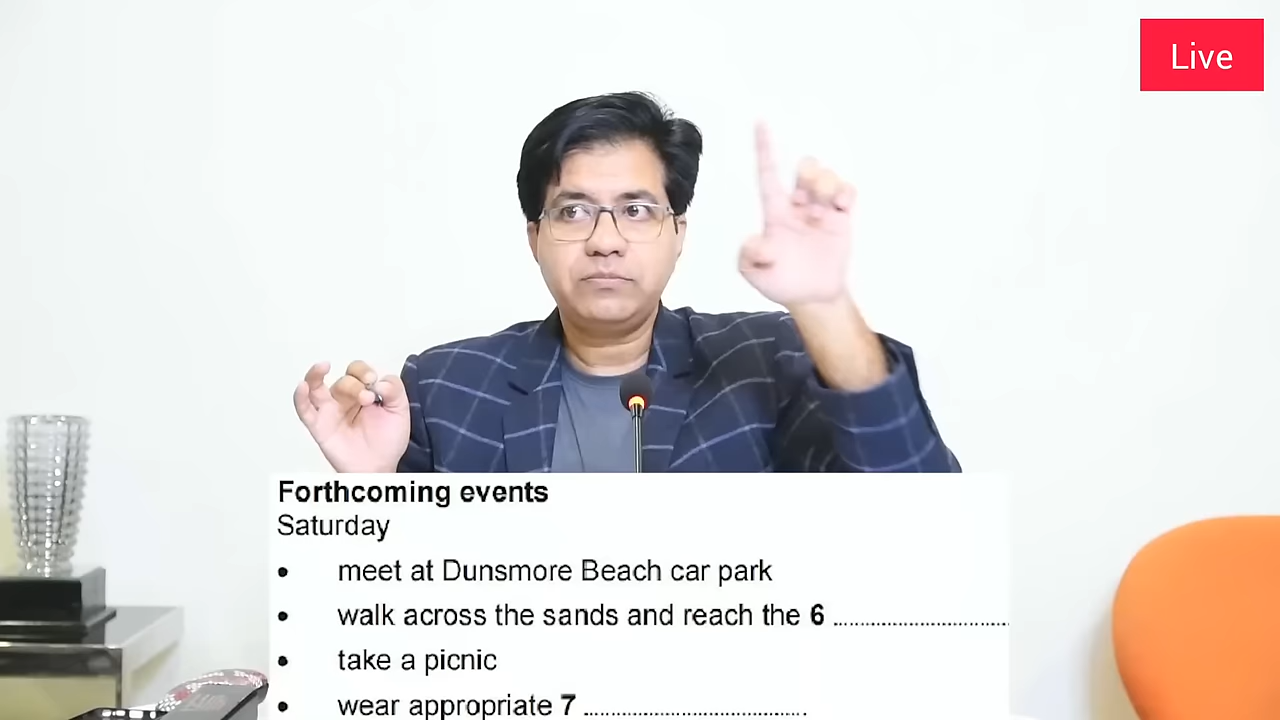 Live
Forthcoming events
Saturday
• meet at Dunsmore Beach car park
• walk across the sands and reach the 6 ................................
• take a picnic
• wear appropriate 7 ........................................